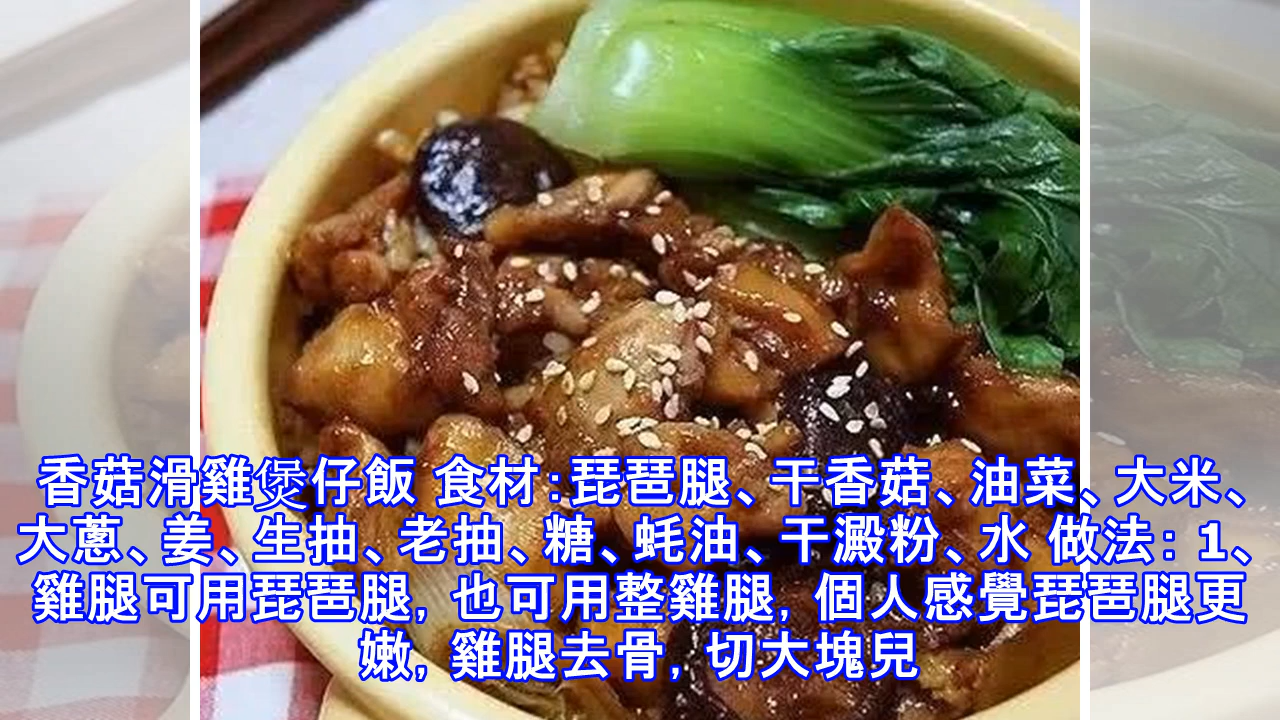 香菇滑雞煲仔飯 食材：琵琶腿、干香菇、油菜、大米、
大蔥、姜、生抽、老抽、糖、蚝油、干澱粉、水 做法：1、
雞腿可用琵琶腿，也可用整雞腿，個人感覺琵琶腿更
嫩，雞腿去骨，切大塊兒